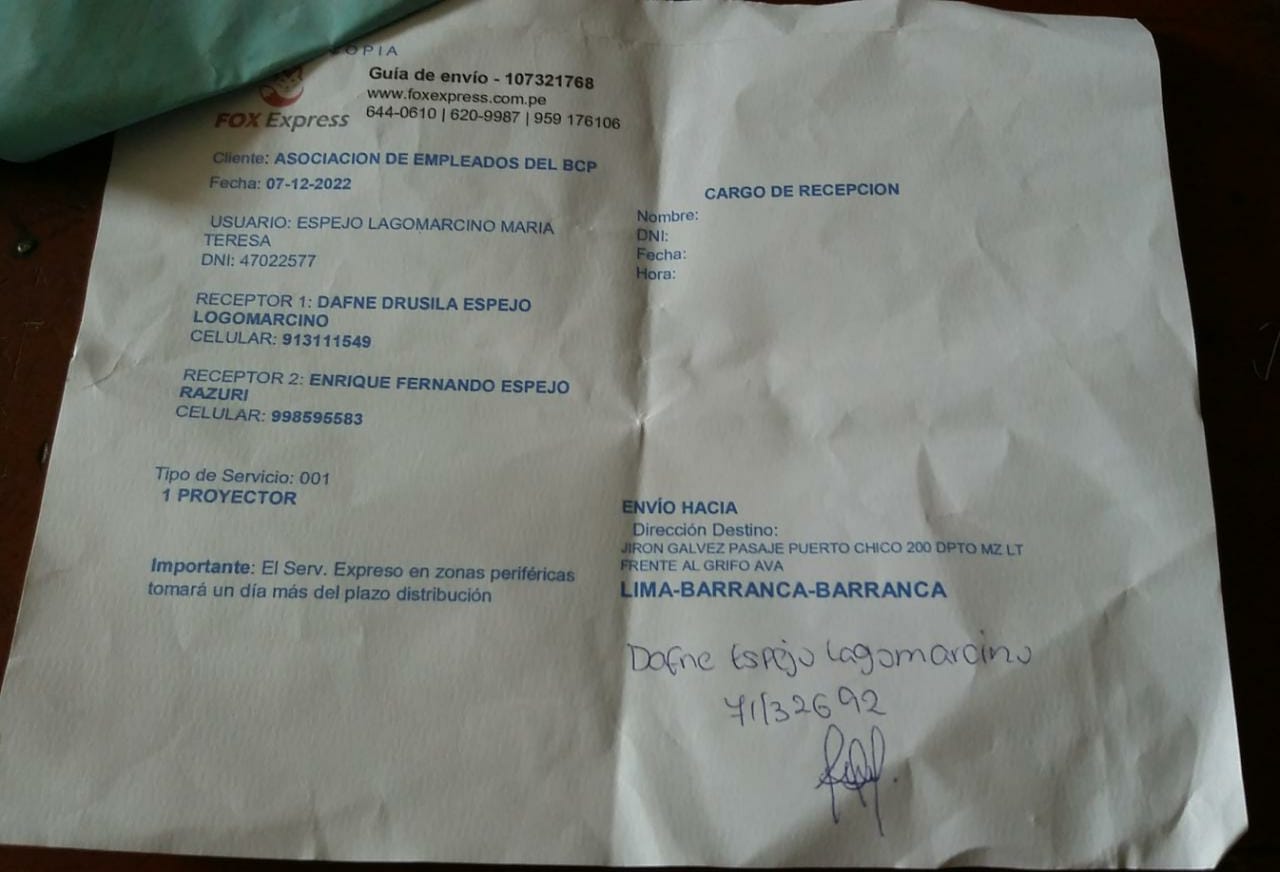 COPIA
FOX Express
Guía de envío - 107321768
www.foxexpress.com.pe
644-0610 | 620-9987 | 959 176106
Cliente: ASOCIACION DE EMPLEADOS DEL BCP
Fecha: 07-12-2022
USUARIO: ESPEJO LAGOMARCINO MARIA
TERESA
DNI: 47022577
RECEPTOR 1: DAFNE DRUSILA ESPEJO
LOGOMARCINO
CELULAR: 913111549
RECEPTOR 2: ENRIQUE FERNANDO ESPEJO
RAZURI
CELULAR: 998595583
Tipo de Servicio: 001
1 PROYECTOR
Importante: El Serv. Expreso en zonas periféricas
tomará un día más del plazo distribución
CARGO DE RECEPCION
Nombre:
DNI:
Fecha:
Hora:
ENVÍO HACIA
Dirección Destino:
JIRON GALVEZ PASAJE PUERTO CHICO 200 DPTO MZ LT
FRENTE AL GRIFO AVA
LIMA-BARRANCA-BARRANCA
Dafne Espejo Lagomarcino
71132692